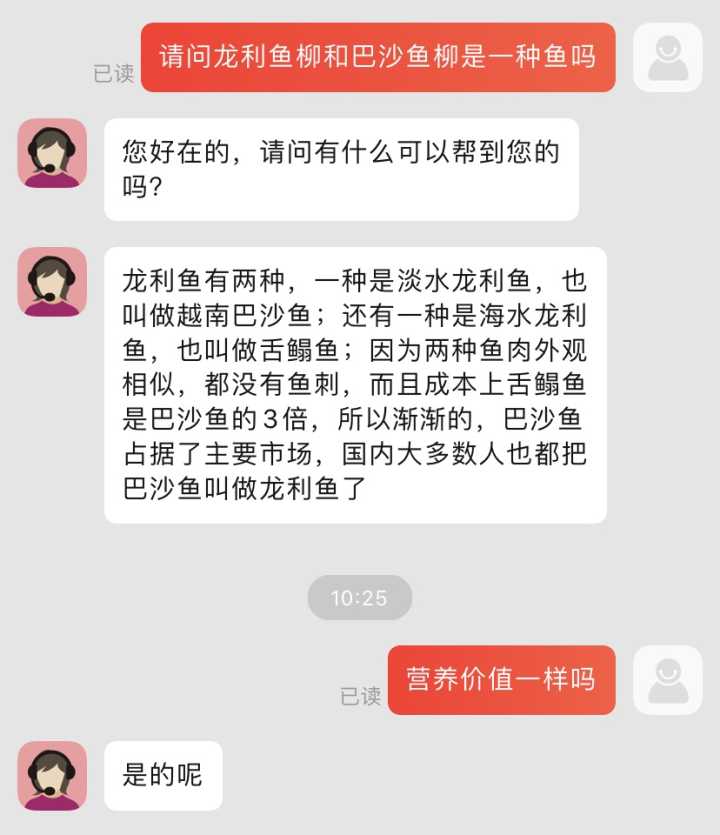 请问龙利鱼柳和巴沙鱼柳是一种鱼吗
已读
您好在的，请问有什么可以帮到您的
吗？
龙利鱼有两种，一种是淡水龙利鱼，也
叫做越南巴沙鱼；还有一种是海水龙利
鱼，也叫做舌鳎鱼；因为两种鱼肉外观
相似，都没有鱼刺，而且成本上舌鳎鱼
是巴沙鱼的3倍，所以渐渐的，巴沙鱼
占据了主要市场，国内大多数人也都把
巴沙鱼叫做龙利鱼了
10:25
营养价值一样吗
已读
是的呢